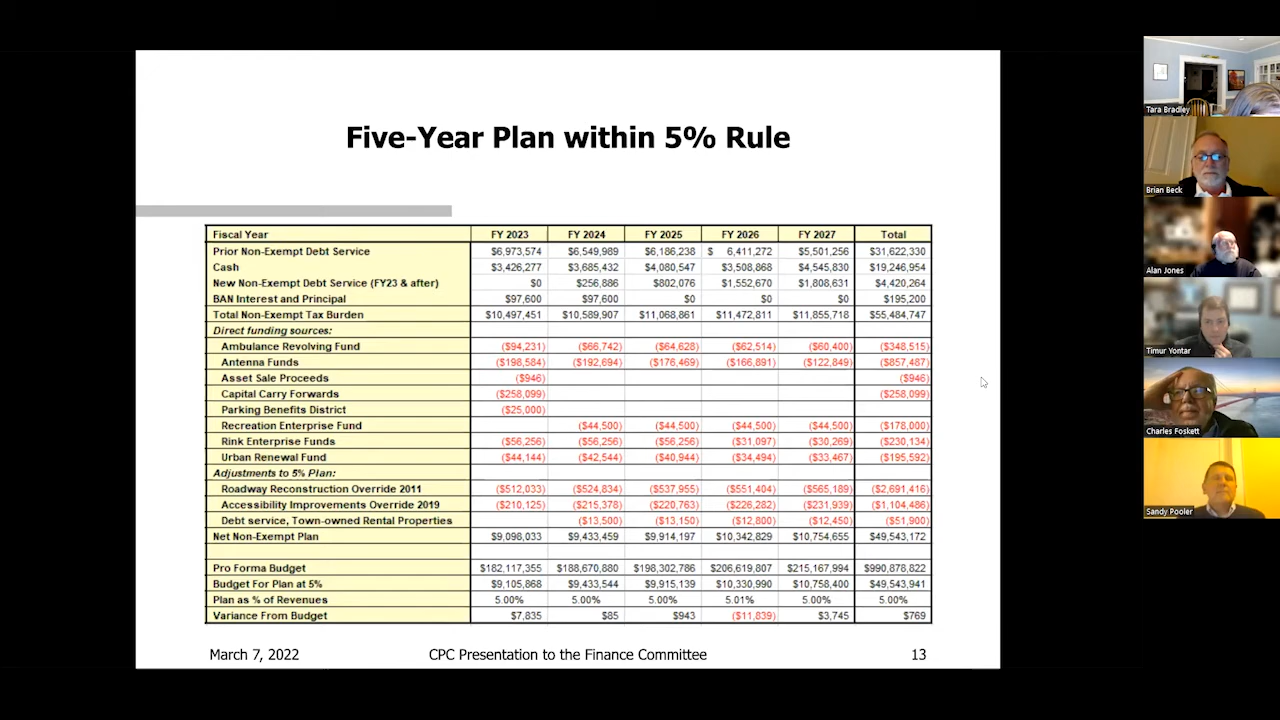 Five-Year Plan within 5% Rule
Fiscal Year FY 2023 FY 2024 FY 2025 FY 2026 FY 2027 Total
Prior Non-Exempt Debt Service $6,973,574 $6,549,989 $6,186,238 $ 6,411,272 $5,501,256 $31,622,330
Cash $3,426,277 $3,685,432 $4,080,547 $3,508,868 $4,545,830 $19,246,954
New Non-Exempt Debt Service (FY23 & after) $0 $256,886 $802,076 $1,552,670 $1,808,631 $4,420,264
BAN Interest and Principal $97,600 $97,600 $0 $0 $0 $195,200
Total Non-Exempt Tax Burden $10,497,451 $10,589,907 $11,068,861 $11,472,811 $11,855,718 $55,484,747
Direct funding sources:
Ambulance Revolving Fund ($94,231) ($66,742) ($64,628) ($62,514) ($60,400) ($348,515)
Antenna Funds ($198,584) ($192,694) ($176,469) ($166,891) ($122,849) ($857,487)
Asset Sale Proceeds ($946) ($946)
Capital Carry Forwards ($258,099) ($258,099)
Parking Benefits District ($25,000)
Recreation Enterprise Fund ($44,500) ($44,500) ($44,500) ($44,500) ($178,000)
Rink Enterprise Funds ($56,256) ($56,256) ($56,256) ($31,097) ($30,269) ($230,134)
Urban Renewal Fund ($44,144) ($42,544) ($40,944) ($34,494) ($33,467) ($195,592)
Adjustments to 5% Plan:
Roadway Reconstruction Override 2011 ($512,033) ($524,834) ($537,955) ($551,404) ($565,189) ($2,691,416)
Accessibility Improvements Override 2019 ($210,125) ($215,378) ($220,763) ($226,282) ($231,939) ($1,104,486)
Debt service, Town-owned Rental Properties ($13,500) ($13,150) ($12,800) ($12,450) ($51,900)
Net Non-Exempt Plan $9,098,033 $9,433,459 $9,914,197 $10,342,829 $10,754,655 $49,543,172
Pro Forma Budget $182,117,355 $188,670,880 $198,302,786 $206,619,807 $215,167,994 $990,878,822
Budget For Plan at 5% $9,105,868 $9,433,544 $9,915,139 $10,330,990 $10,758,400 $49,543,941
Plan as % of Revenues 5.00% 5.00% 5.00% 5.01% 5.00% 5.00%
Variance From Budget $7,835 $85 $943 ($11,839) $3,745 $769
March 7, 2022 CPC Presentation to the Finance Committee 13
Tara Bradley
Brian Beck
Alan Jones
Timur Yontar
Charles Foskett
Sandy Pooler